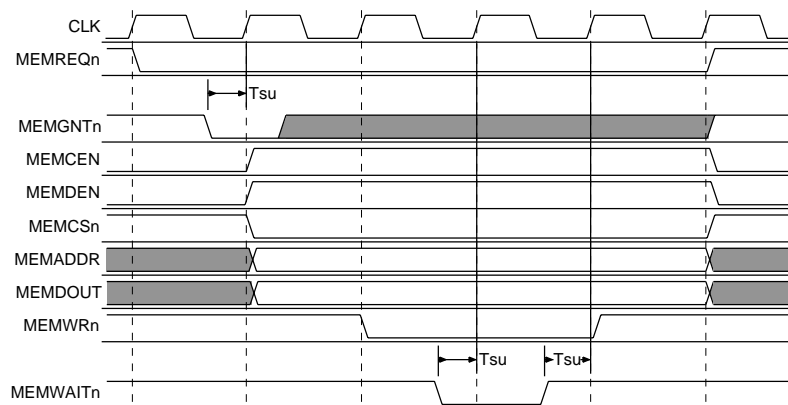 CLK
MEMREQn
Tsu
MEMGNTn
MEMCEN
MEMDEN
MEMCSn
MEMADDR
MEMDOUT
MEMWRn
Tsu Tsu
MEMWAITn